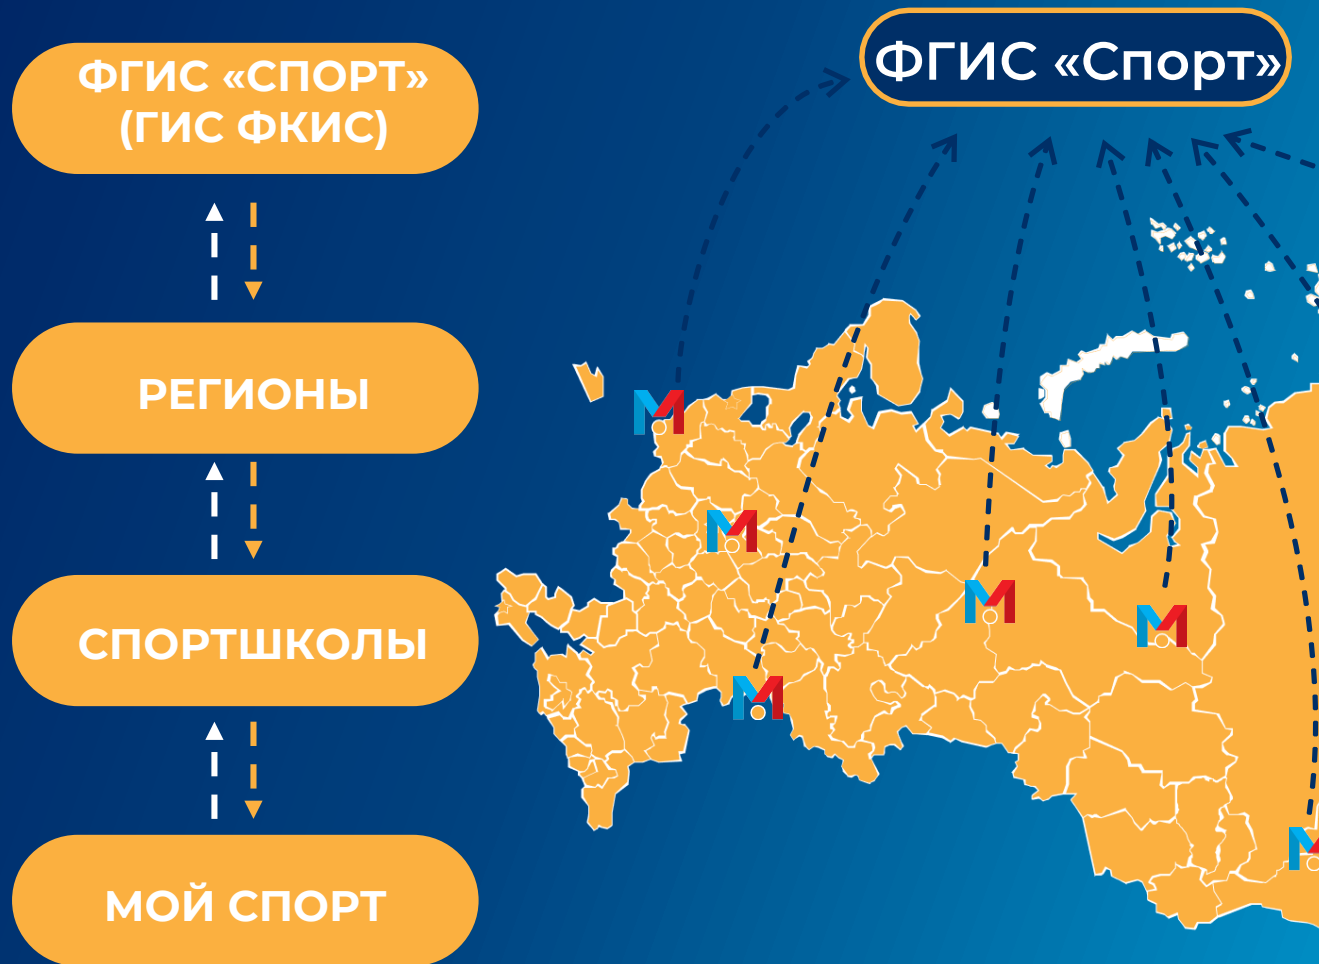 ФГИС «СПОРТ»
(ГИС ФКИС)
РЕГИОНЫ
СПОРТШКОЛЫ
МОЙ СПОРТ
ФГИС «Спорт»